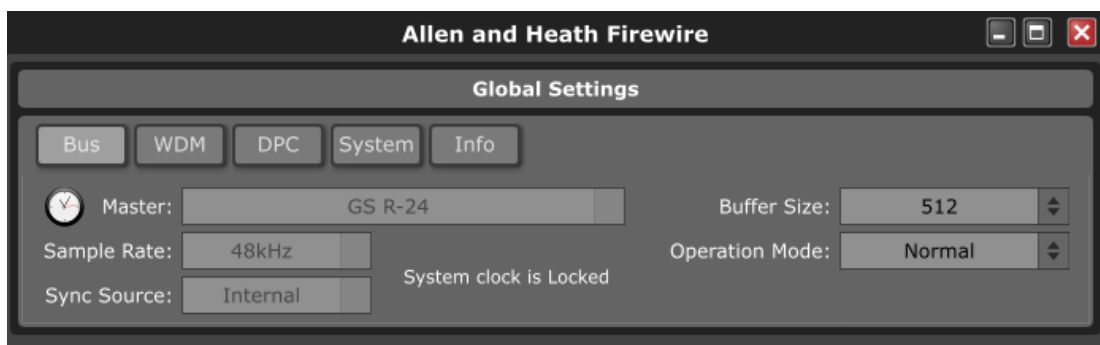 Allen and Heath Firewire
Global Settings
Bus WDM DPC System Info
Master: GS R-24 Buffer Size: 512
Sample Rate: 48kHz Operation Mode: Normal
System clock is Locked
Sync Source: Internal